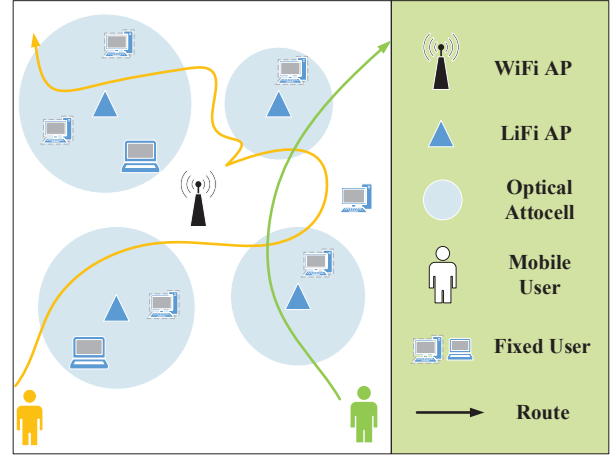 WiFi AP
LiFi AP
Optical
Attocell
Mobile
User
Fixed User
Route